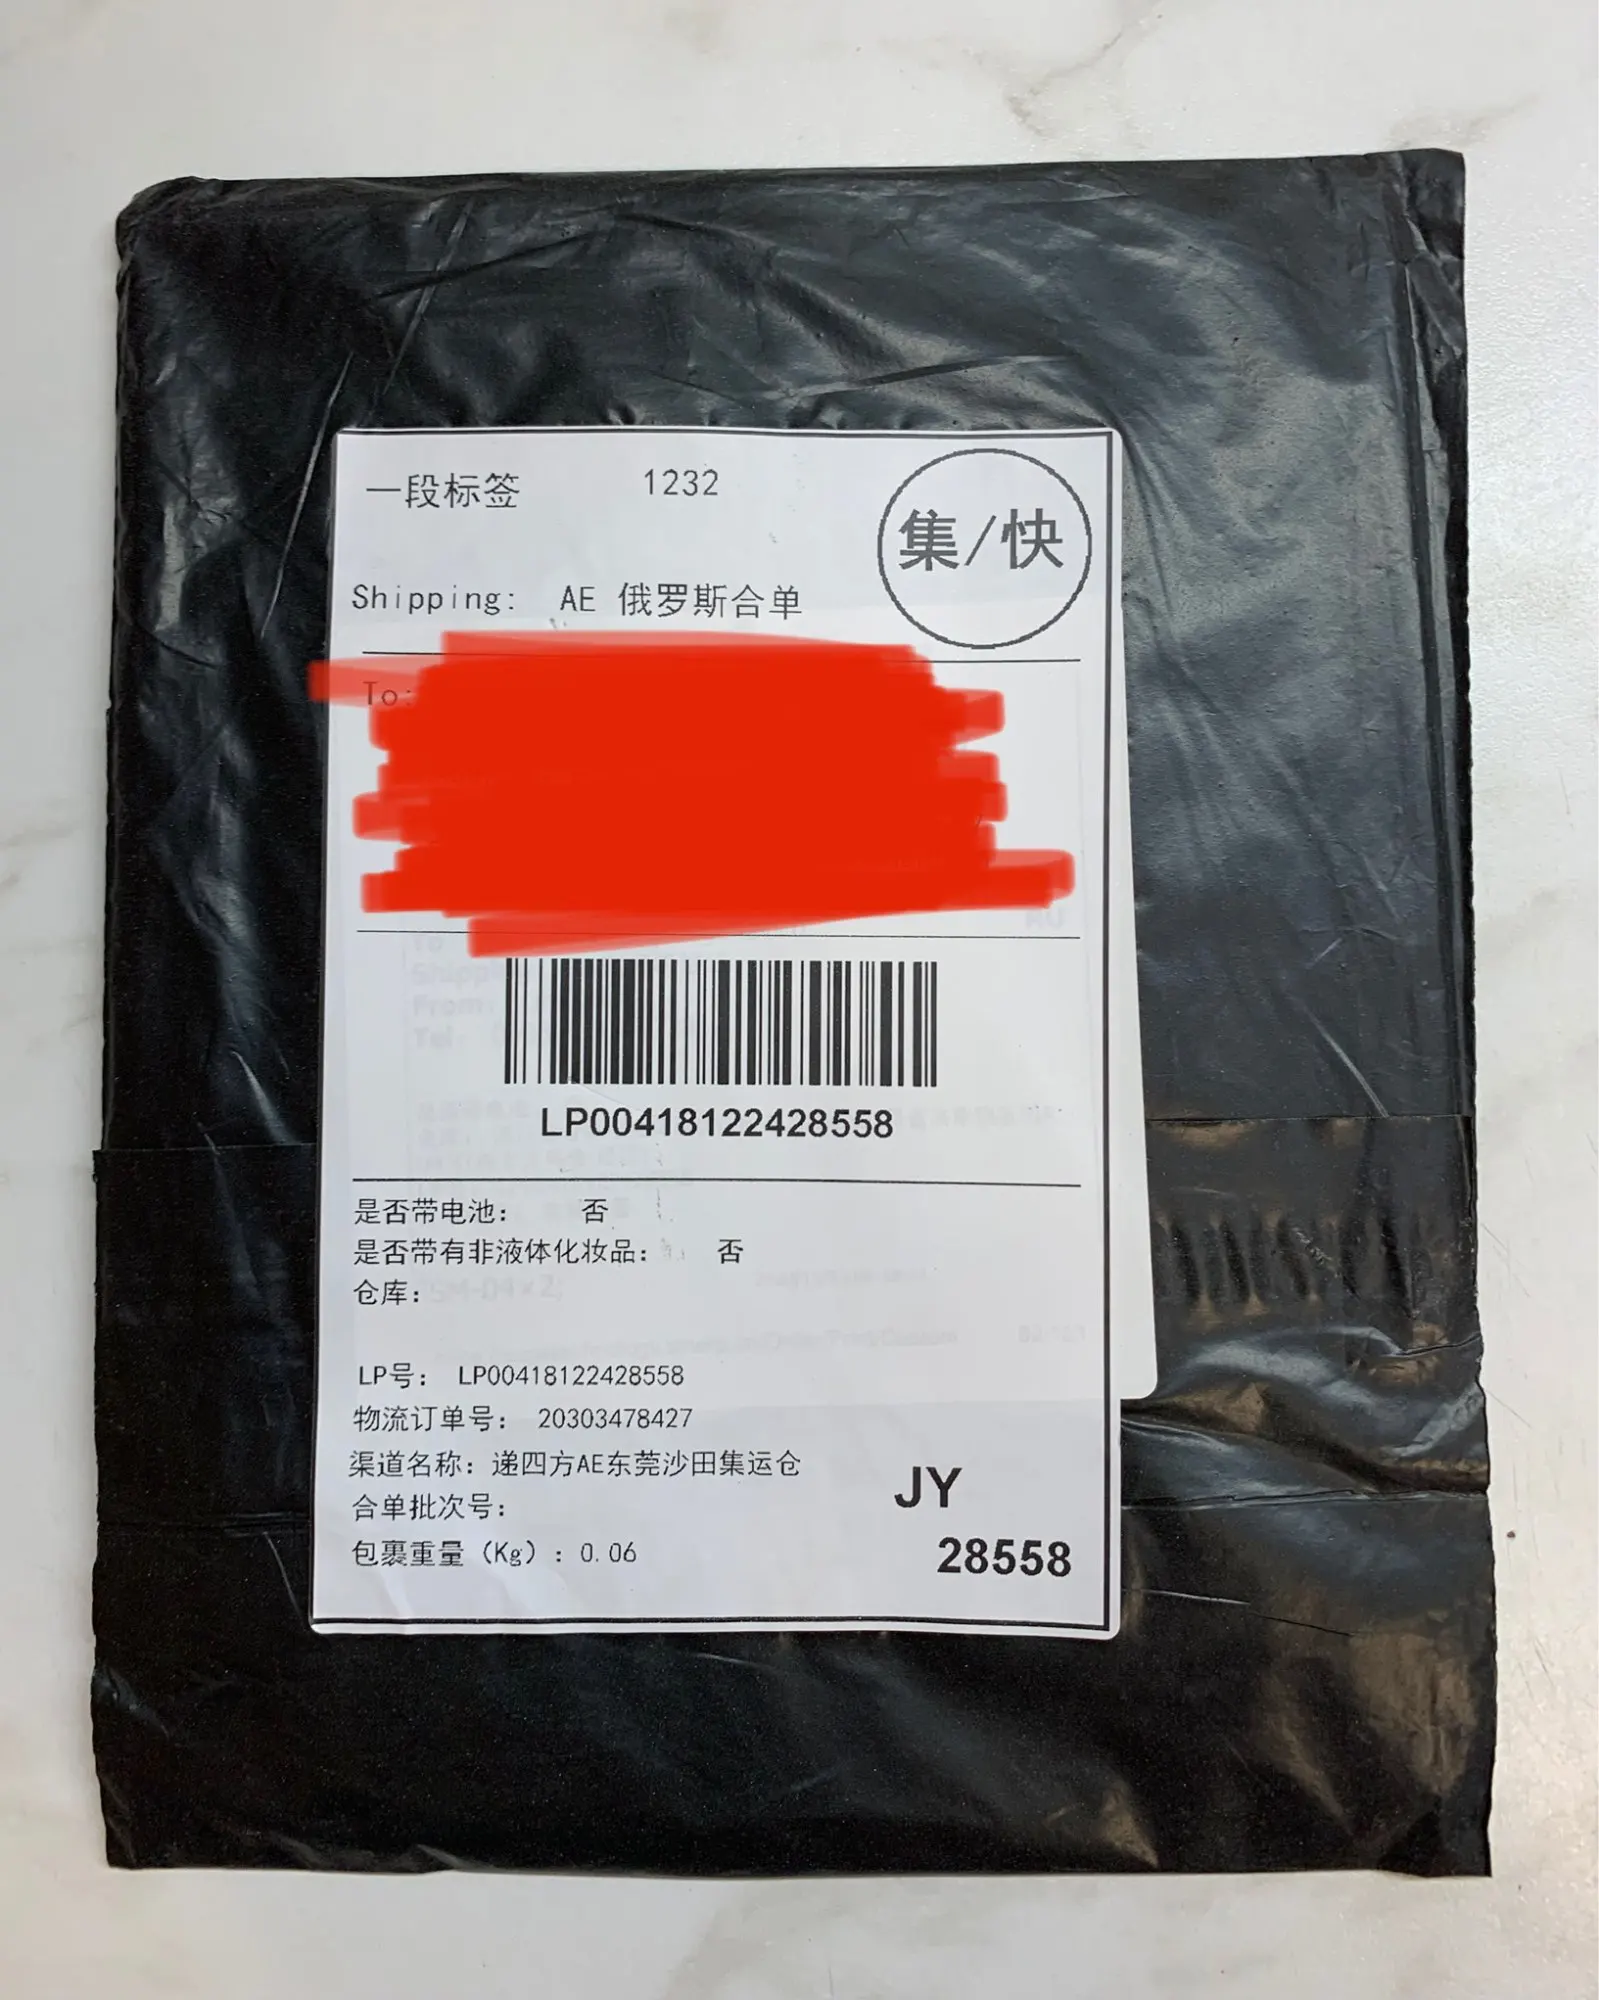 一段标签 1232
集/快
Shipping: AE 俄罗斯合单
To:
LP00418122428558
是否带电池: 否
是否带有非液体化妆品: 否
仓库:
LP号: LP00418122428558
物流订单号: 20303478427
渠道名称: 递四方AE东莞沙田集运仓
合单批次号:
包裹重量 (Kg) : 0.06
JY
28558